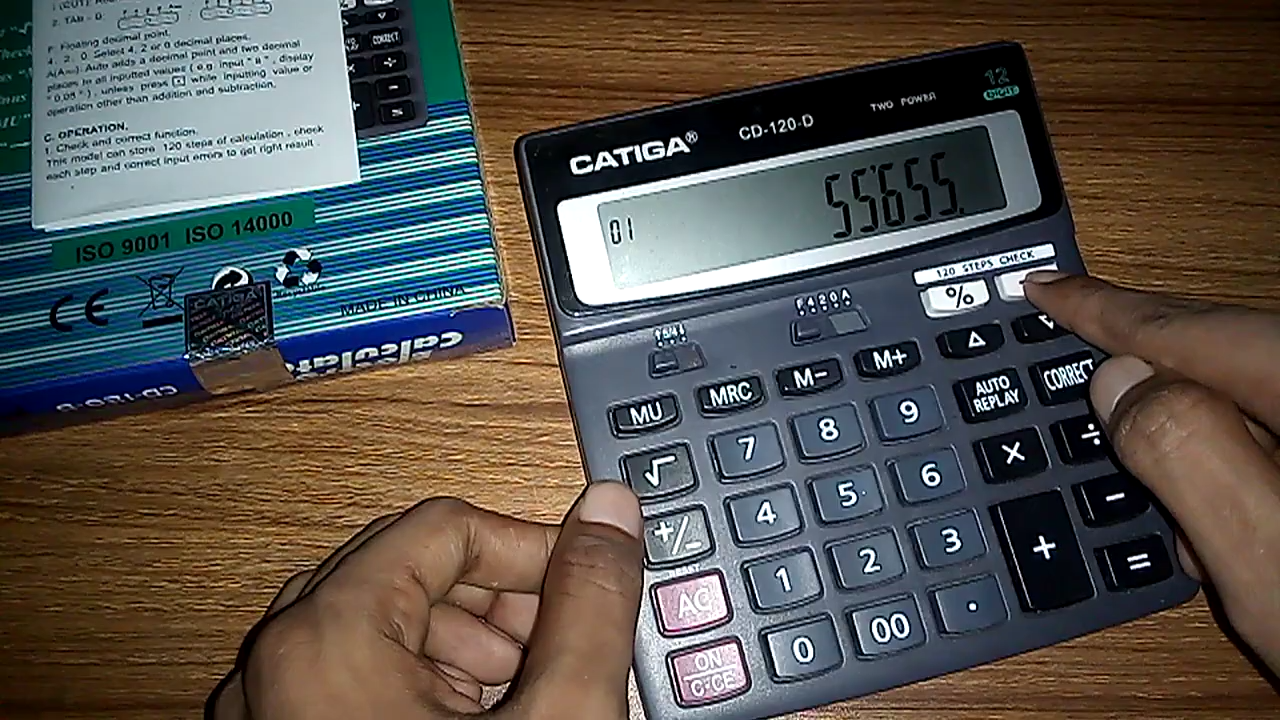 2. TAB = 0.
F. Floating decimal point.
4, 2, 0. Select 4, 2 or 0 decimal places.
A(A=). Auto adds a decimal point and two decimal
places to all inputted values ( e.g. input " 8 " , display
" 0.08 " ) , unless press [•] while inputting value or
operation other than addition and subtraction.
C. OPERATION.
1. Check and correct function.
This model can store 120 steps of calculation , check
each step and correct input errors to get right result .
CORRECT
÷
-
=
ISO 9001 ISO 14000
CE
CATIGA
MADE IN CHINA
calculator
CATIGA®
CD-120-D
TWO POWER
12
DIGIT
01
55'655.
120 STEPS CHECK
F 4 2 0 A
%
MU
MRC
M-
M+
AUTO
REPLAY
CORRECT
√
7
8
9
×
÷
+/-
4
5
6
-
AC
1
2
3
+
=
ON
C•CE
0
00
.